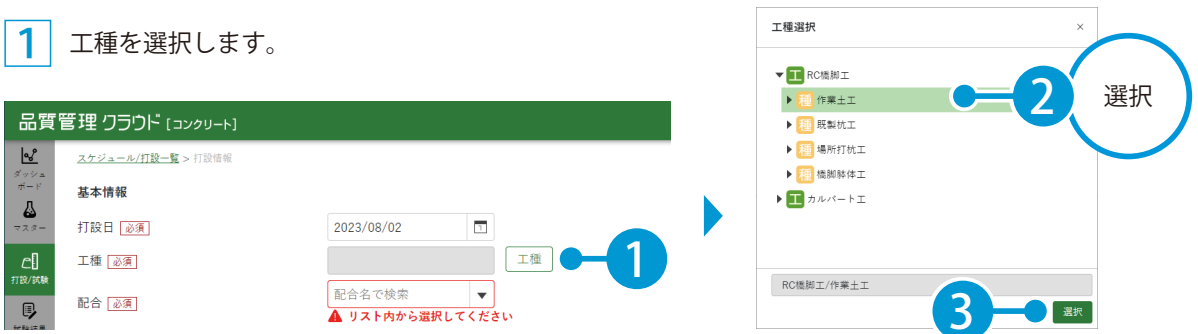 1 工種を選択します。
品質管理 クラウド [コンクリート]
ダッシュ
ボード
マスター
打設/試験
スケジュール/打設一覧 > 打設情報
基本情報
打設日 必須 2023/08/02
工種 必須 工種 1
配合 必須 配合名で検索
リスト内から選択してください
工種選択 ×
工 RC橋脚工
種 作業土工
2 選択
種 既製杭工
種 場所打杭工
種 橋脚躰体工
工 カルバート工
RC橋脚工/作業土工
3 選択